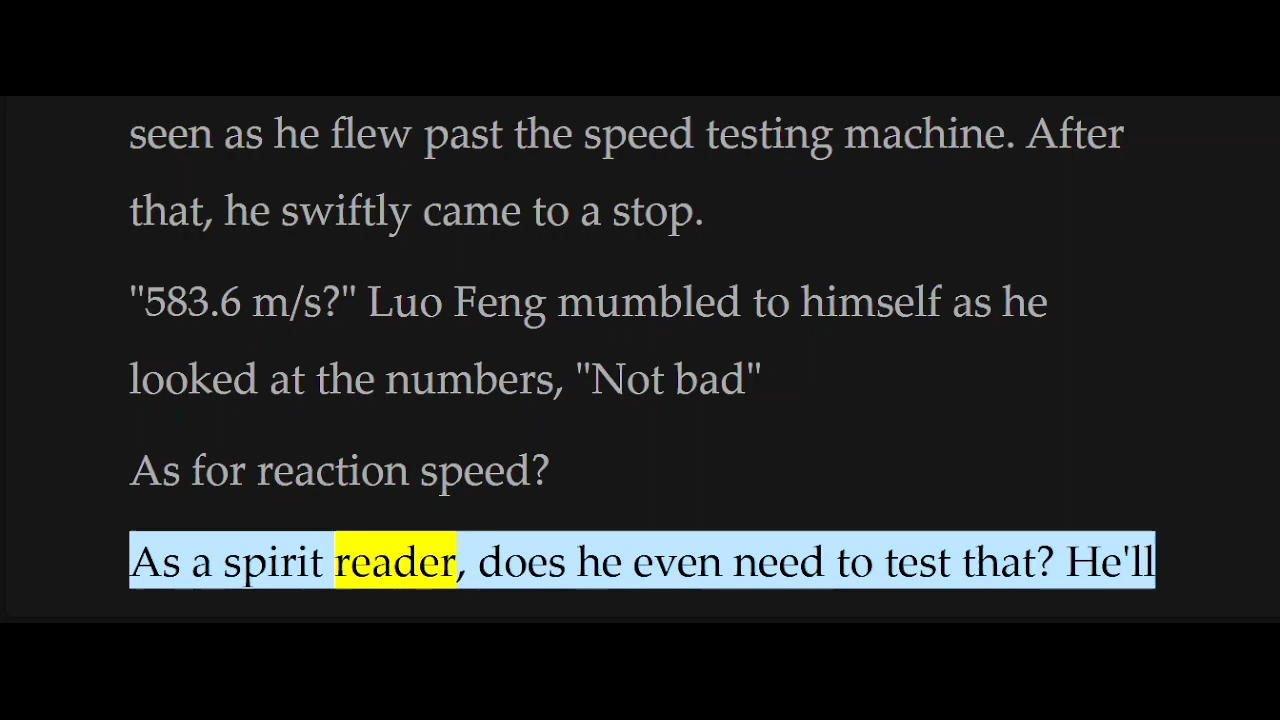 seen as he flew past the speed testing machine. After
that, he swiftly came to a stop.
"583.6 m/s?" Luo Feng mumbled to himself as he
looked at the numbers, "Not bad"
As for reaction speed?
As a spirit reader, does he even need to test that? He'll